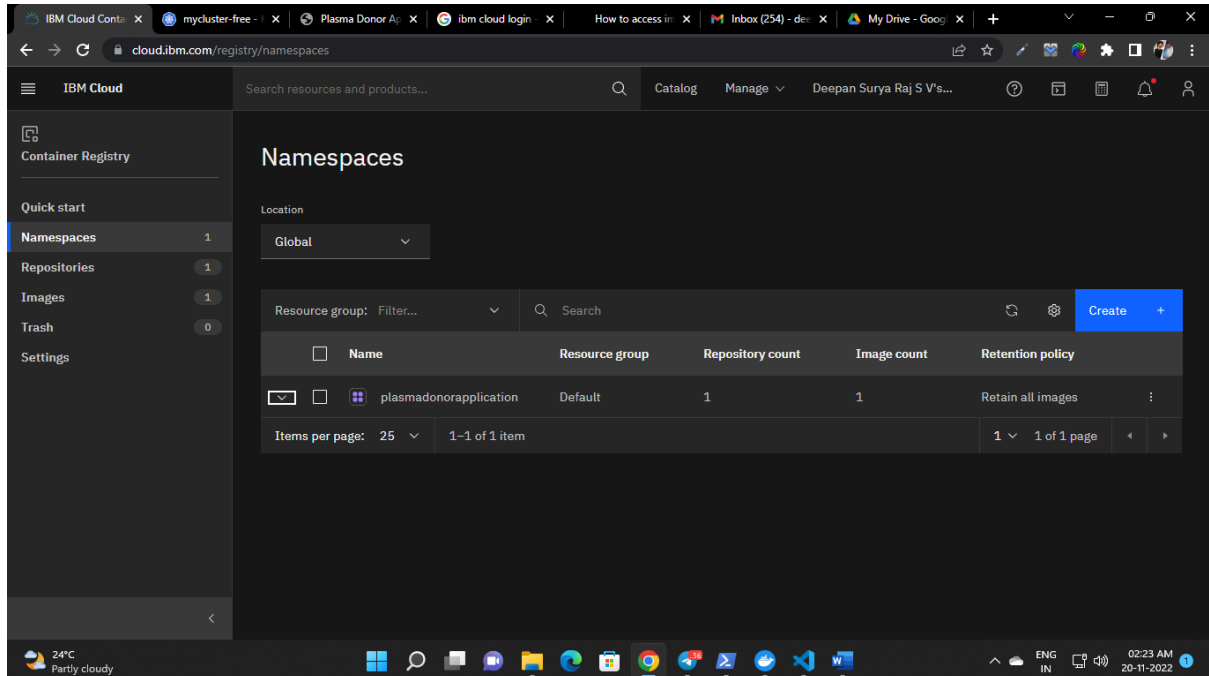 IBM Cloud Conta
mycluster-free -
Plasma Donor Ap
ibm cloud login -
How to access im
Inbox (254) - dee
My Drive - Goog
cloud.ibm.com/registry/namespaces
IBM Cloud
Search resources and products...
Catalog
Manage
Deepan Surya Raj S V's...
Container Registry
Quick start
Namespaces 1
Repositories 1
Images 1
Trash 0
Settings
Namespaces
Location
Global
Resource group: Filter...
Search
Create +
Name Resource group Repository count Image count Retention policy
plasmadonorapplication Default 1 1 Retain all images
Items per page: 25 1–1 of 1 item 1 1 of 1 page
24°C
Partly cloudy
56
ENG
IN
02:23 AM
20-11-2022
1